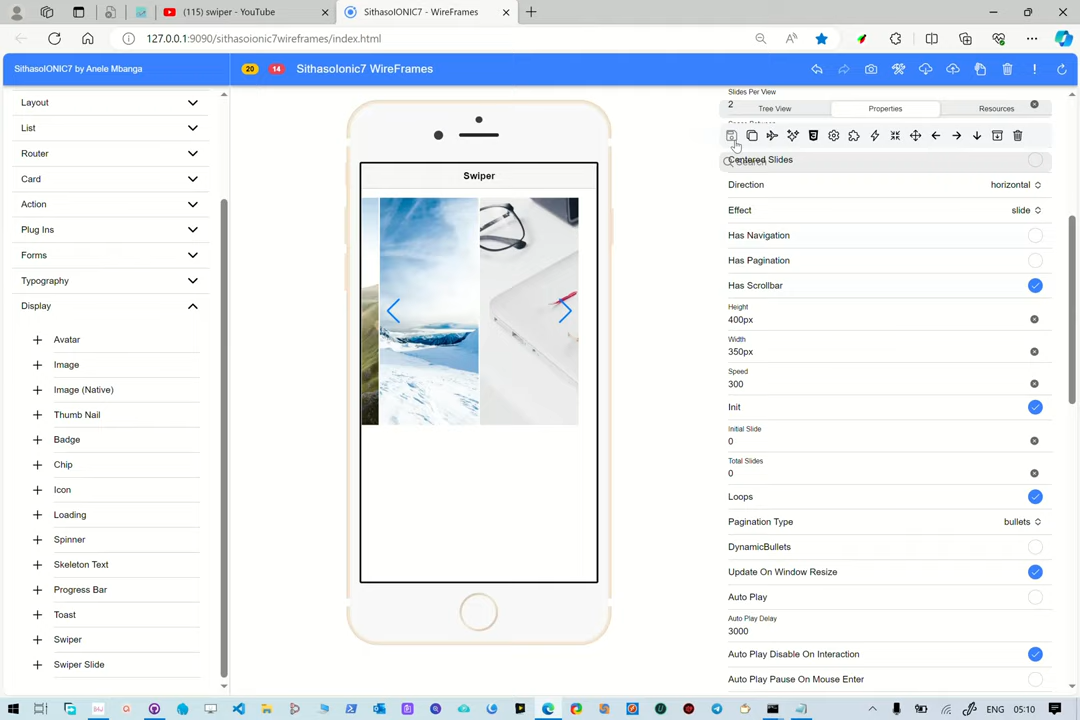 (115) swiper - YouTube
SithasoIONIC7 - WireFrames
127.0.0.1:9090/sithasoionic7wireframes/index.html
SithasoIONIC7 by Anele Mbanga
20
14
SithasoIonic7 WireFrames
Layout
List
Router
Card
Action
Plug Ins
Forms
Typography
Display
Avatar
Image
Image (Native)
Thumb Nail
Badge
Chip
Icon
Loading
Spinner
Skeleton Text
Progress Bar
Toast
Swiper
Swiper Slide
Swiper
Slides Per View
2
Tree View
Properties
Resources
Search
Centered Slides
Direction
horizontal
Effect
slide
Has Navigation
Has Pagination
Has Scrollbar
Height
400px
Width
350px
Speed
300
Init
Initial Slide
0
Total Slides
0
Loops
Pagination Type
bullets
DynamicBullets
Update On Window Resize
Auto Play
Auto Play Delay
3000
Auto Play Disable On Interaction
Auto Play Pause On Mouse Enter
ENG
05:10